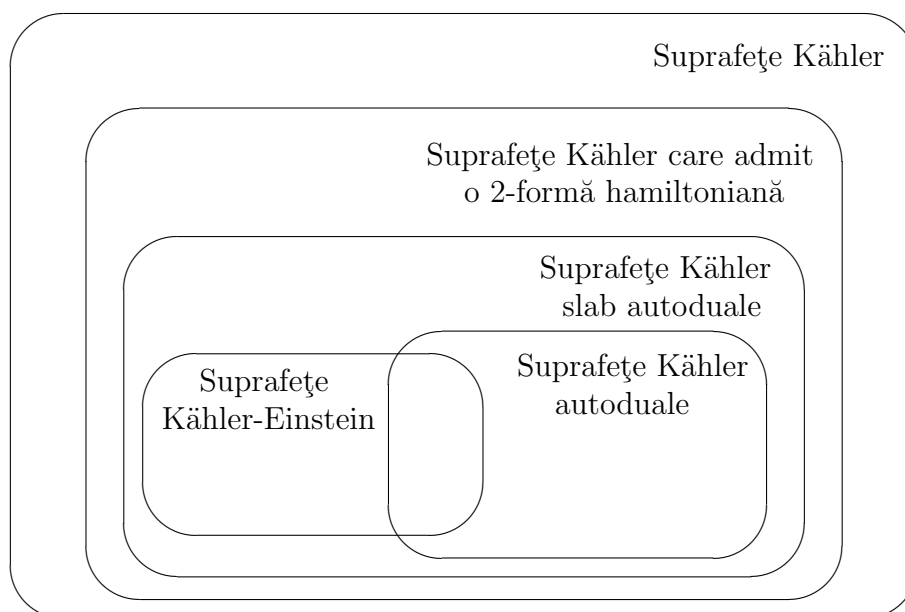 Suprafeţe Kähler
Suprafeţe Kähler care admit
o 2-formă hamiltoniană
Suprafeţe Kähler
slab autoduale
Suprafeţe
Kähler-Einstein
Suprafeţe Kähler
autoduale